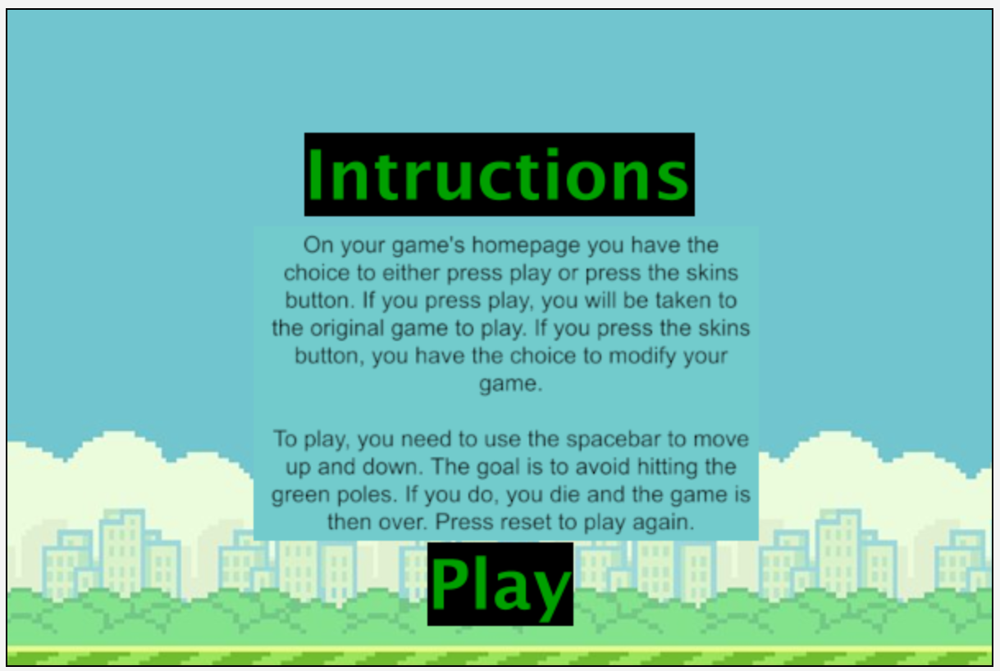 Intructions
On your game's homepage you have the
choice to either press play or press the skins
button. If you press play, you will be taken to
the original game to play. If you press the skins
button, you have the choice to modify your
game.
To play, you need to use the spacebar to move
up and down. The goal is to avoid hitting the
green poles. If you do, you die and the game is
then over. Press reset to play again.
Play